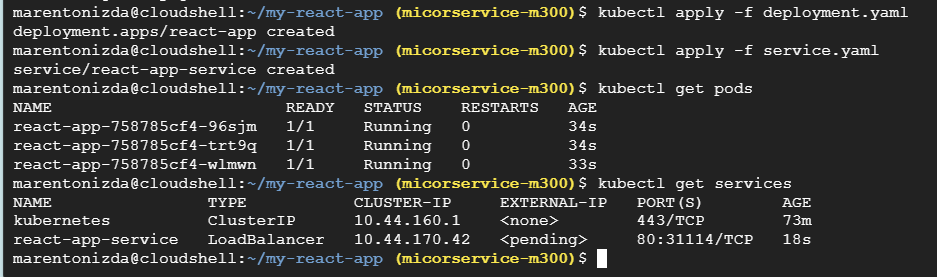 marentonizda@cloudshell:~/my-react-app (micorservice-m300)$ kubectl apply -f deployment.yaml
deployment.apps/react-app created
marentonizda@cloudshell:~/my-react-app (micorservice-m300)$ kubectl apply -f service.yaml
service/react-app-service created
marentonizda@cloudshell:~/my-react-app (micorservice-m300)$ kubectl get pods
NAME READY STATUS RESTARTS AGE
react-app-758785cf4-96sjm 1/1 Running 0 34s
react-app-758785cf4-trt9q 1/1 Running 0 34s
react-app-758785cf4-wlmwn 1/1 Running 0 33s
marentonizda@cloudshell:~/my-react-app (micorservice-m300)$ kubectl get services
NAME TYPE CLUSTER-IP EXTERNAL-IP PORT(S) AGE
kubernetes ClusterIP 10.44.160.1 <none> 443/TCP 73m
react-app-service LoadBalancer 10.44.170.42 <pending> 80:31114/TCP 18s
marentonizda@cloudshell:~/my-react-app (micorservice-m300)$